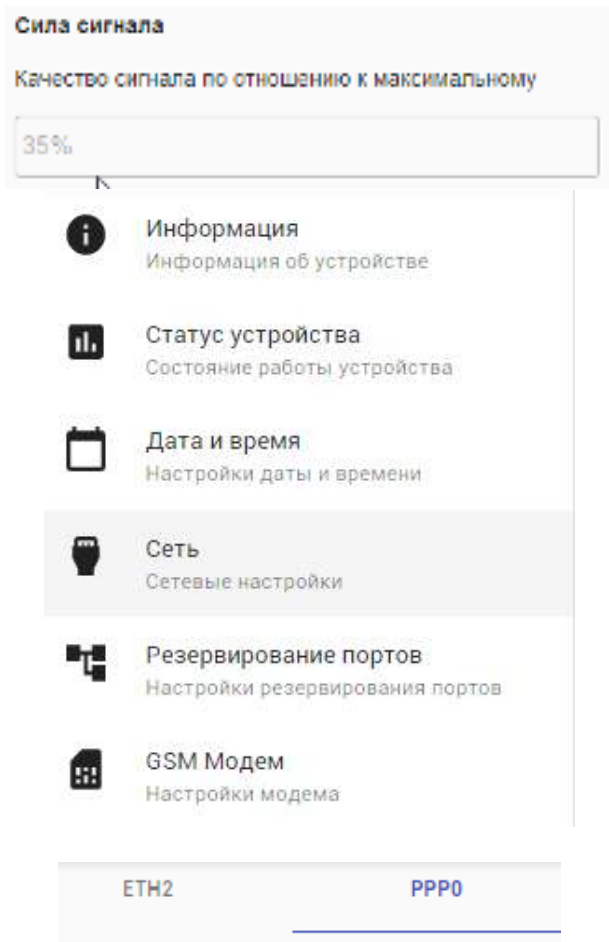 Сила сигнала
Качество сигнала по отношению к максимальному
35%
Информация
Информация об устройстве
Статус устройства
Состояние работы устройства
Дата и время
Настройки даты и времени
Сеть
Сетевые настройки
Резервирование портов
Настройки резервирования портов
GSM Модем
Настройки модема
ETH2 PPP0